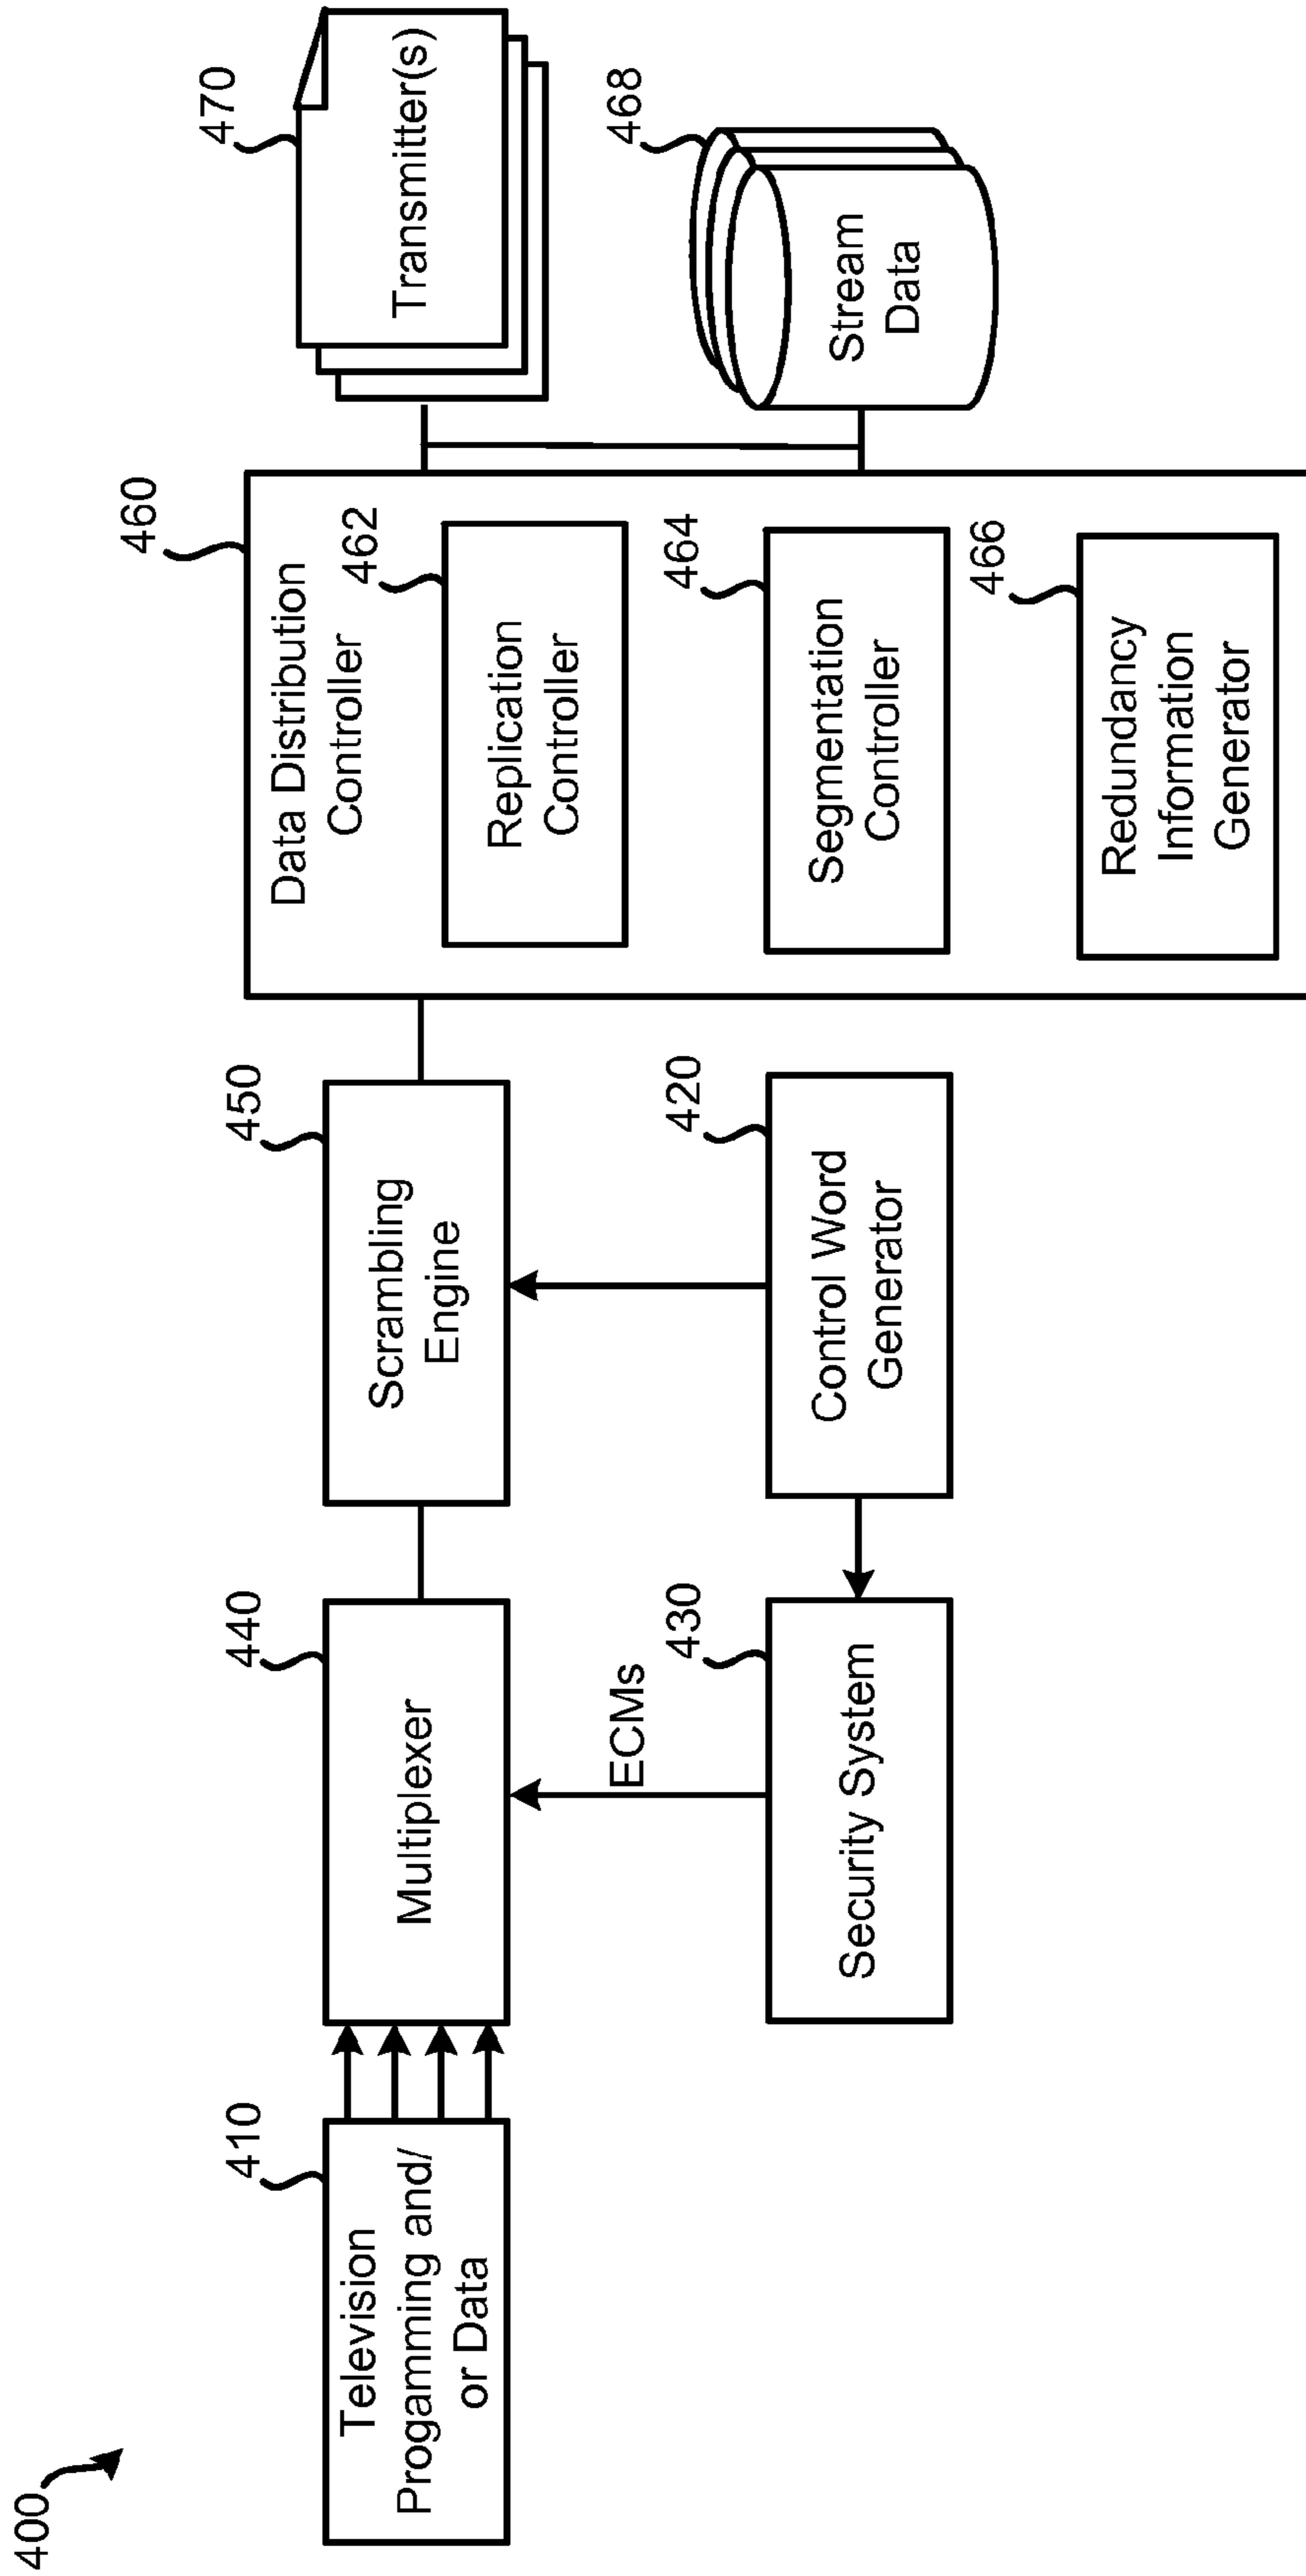 400
410
Television
Progamming and/
or Data
440
Multiplexer
450
Scrambling
Engine
460
Data Distribution
Controller
462
Replication
Controller
464
Segmentation
Controller
466
Redundancy
Information
Generator
470
Transmitter(s)
468
Stream
Data
ECMs
430
Security System
420
Control Word
Generator